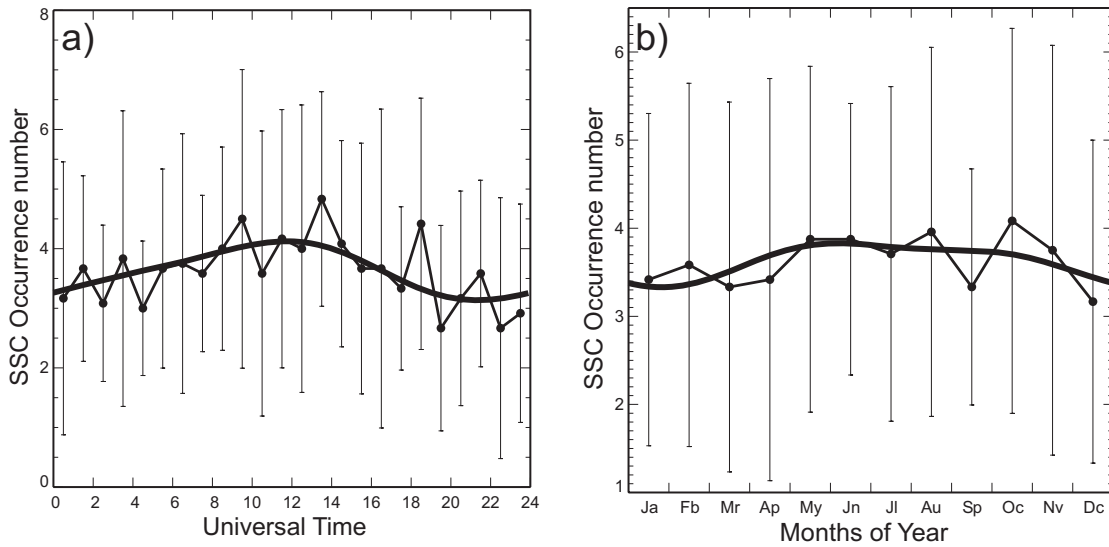 a)
SSC Occurrence number
8
6
4
2
0
0 2 4 6 8 10 12 14 16 18 20 22 24
Universal Time
b)
SSC Occurrence number
6
5
4
3
2
1
Ja Fb Mr Ap My Jn Jl Au Sp Oc Nv Dc
Months of Year